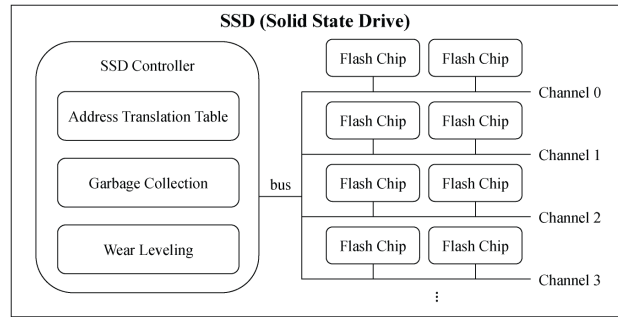 SSD (Solid State Drive)
SSD Controller
Address Translation Table
Garbage Collection
Wear Leveling
bus
Flash Chip Flash Chip
Channel 0
Flash Chip Flash Chip
Channel 1
Flash Chip Flash Chip
Channel 2
Flash Chip Flash Chip
Channel 3
⋮